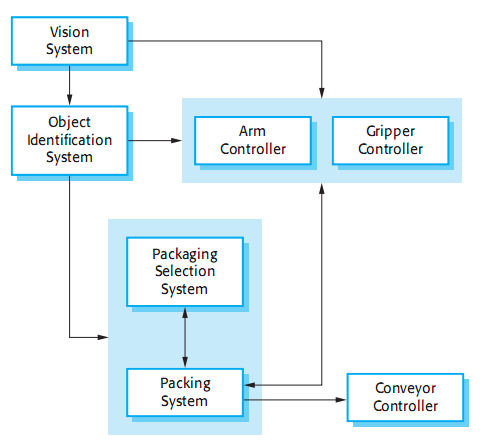 Vision
System
Object
Identification
System
Arm
Controller
Gripper
Controller
Packaging
Selection
System
Packing
System
Conveyor
Controller